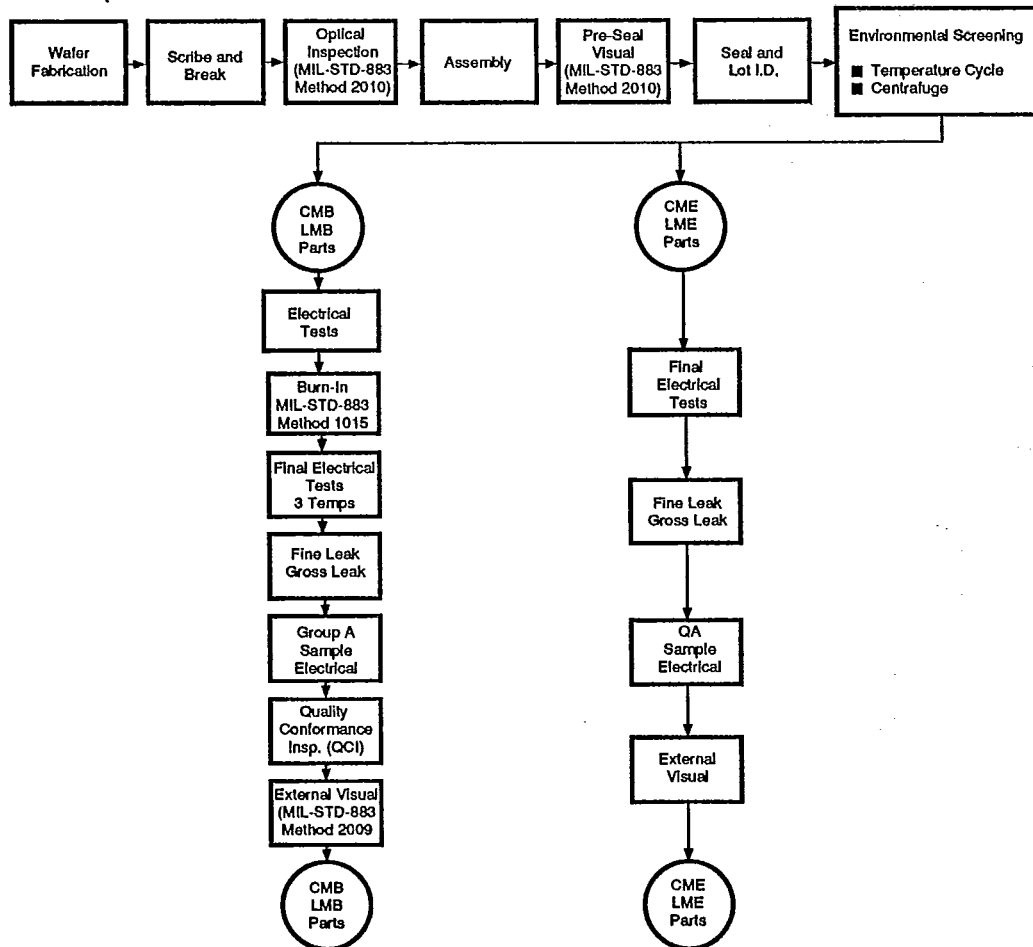 Wafer
Fabrication
Scribe and
Break
Optical
Inspection
(MIL-STD-883
Method 2010)
Assembly
Pre-Seal
Visual
(MIL-STD-883
Method 2010)
Seal and
Lot I.D.
Environmental Screening
■ Temperature Cycle
■ Centrafuge
CMB
LMB
Parts
Electrical
Tests
Burn-In
MIL-STD-883
Method 1015
Final Electrical
Tests
3 Temps
Fine Leak
Gross Leak
Group A
Sample
Electrical
Quality
Conformance
Insp. (QCI)
External Visual
(MIL-STD-883
Method 2009
CMB
LMB
Parts
CME
LME
Parts
Final
Electrical
Tests
Fine Leak
Gross Leak
QA
Sample
Electrical
External
Visual
CME
LME
Parts